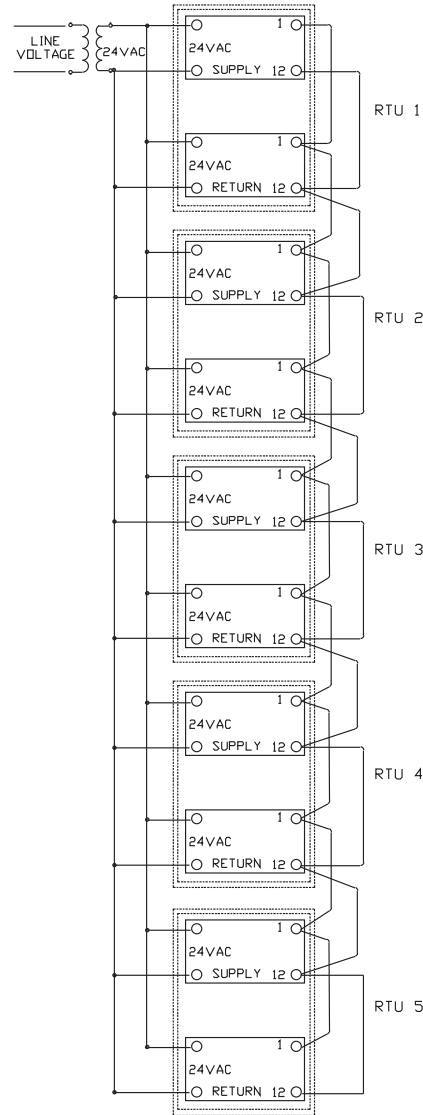 LINE
VOLTAGE
24VAC
1
24VAC
SUPPLY 12
1
24VAC
RETURN 12
RTU 1
1
24VAC
SUPPLY 12
1
24VAC
RETURN 12
RTU 2
1
24VAC
SUPPLY 12
1
24VAC
RETURN 12
RTU 3
1
24VAC
SUPPLY 12
1
24VAC
RETURN 12
RTU 4
1
24VAC
SUPPLY 12
1
24VAC
RETURN 12
RTU 5